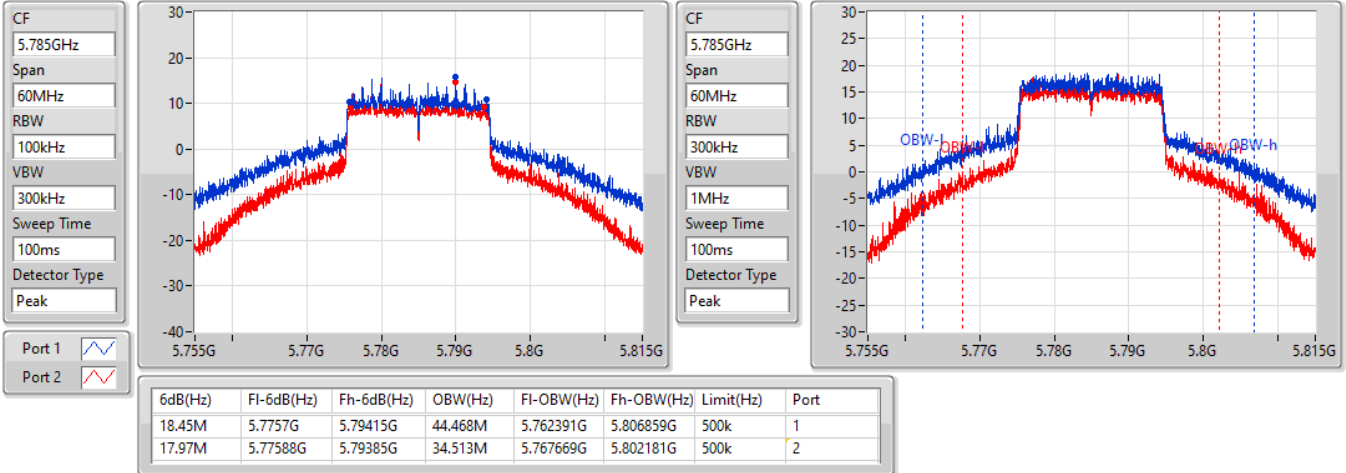 CF
5.785GHz
Span
60MHz
RBW
100kHz
VBW
300kHz
Sweep Time
100ms
Detector Type
Peak
Port 1
Port 2
30
20
10
0
-10
-20
-30
-40
5.755G 5.77G 5.78G 5.79G 5.8G 5.815G
CF
5.785GHz
Span
60MHz
RBW
300kHz
VBW
1MHz
Sweep Time
100ms
Detector Type
Peak
30
25
20
15
10
5
0
-5
-10
-15
-20
-25
-30
OBW-l OBW-l OBW-h OBW-h
5.755G 5.77G 5.78G 5.79G 5.8G 5.815G
6dB(Hz) Fl-6dB(Hz) Fh-6dB(Hz) OBW(Hz) Fl-OBW(Hz) Fh-OBW(Hz) Limit(Hz) Port
18.45M 5.7757G 5.79415G 44.468M 5.762391G 5.806859G 500k 1
17.97M 5.77588G 5.79385G 34.513M 5.767669G 5.802181G 500k 2